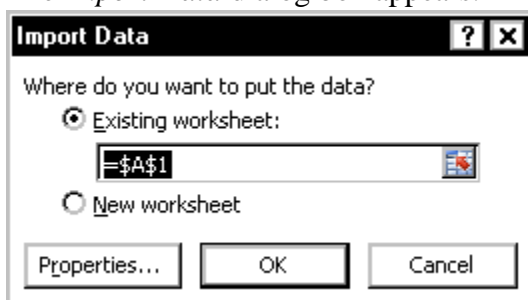 Import Data
Where do you want to put the data?
Existing worksheet:
=$A$1
New worksheet
Properties... OK Cancel